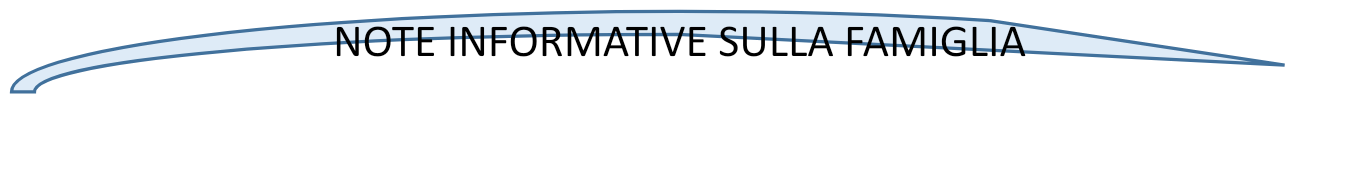 NOTE INFORMATIVE SULLA FAMIGLIA